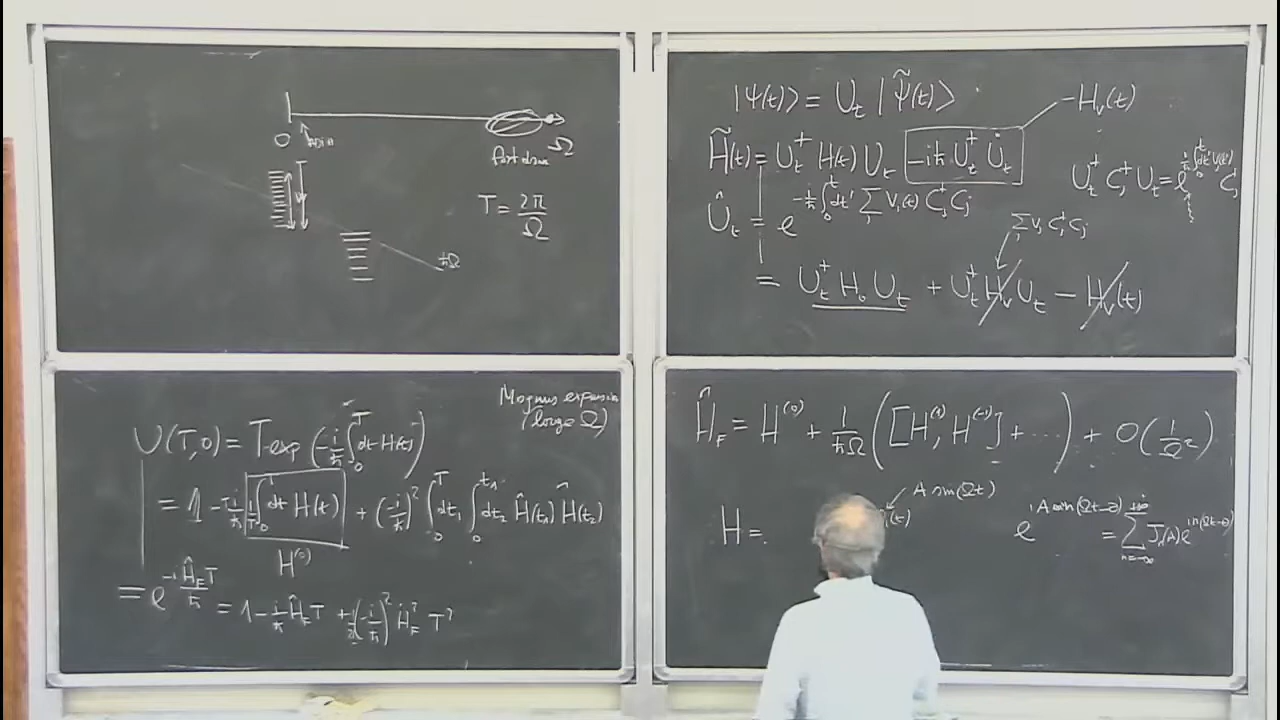 0
Ω
T = 2π/Ω
ħΩ
|Ψ(t)⟩ = U_t |Ψ̃(t)⟩
-H_V(t)
H̃(t) = U_t^† H(t) U_t -iħ U_t^† U̇_t
Û_t = e^{-i/ħ ∫_0^t dt' Σ_j V_j(t) C_j^† C_j}
Σ_j V_j C_j^† C_j
= U_t^† H_0 U_t + U_t^† H_V U_t - H_V(t)
Magnus expansion
(large Ω)
U(T,0) = T exp(-i/ħ ∫_0^T dt H(t))
= 1 - T i/ħ 1/T ∫_0^T dt H(t) + (-i/ħ)^2 ∫_0^T dt_1 ∫_0^{t_1} dt_2 Ĥ(t_1) Ĥ(t_2)
H^{(0)}
= e^{-i Ĥ_F T/ħ} = 1 - i/ħ Ĥ_F T + 1/2 (-i/ħ)^2 Ĥ_F^2 T^2
Ĥ_F = H^{(0)} + 1/ħΩ ([H^{(1)}, H^{(-1)}] + ...) + O(1/Ω^2)
A sin(Ωt)
H =
(t)
e^{iA sin(Ωt-θ)} = Σ_{n=-∞}^{+∞} J_n(A) e^{in(Ωt-θ)}